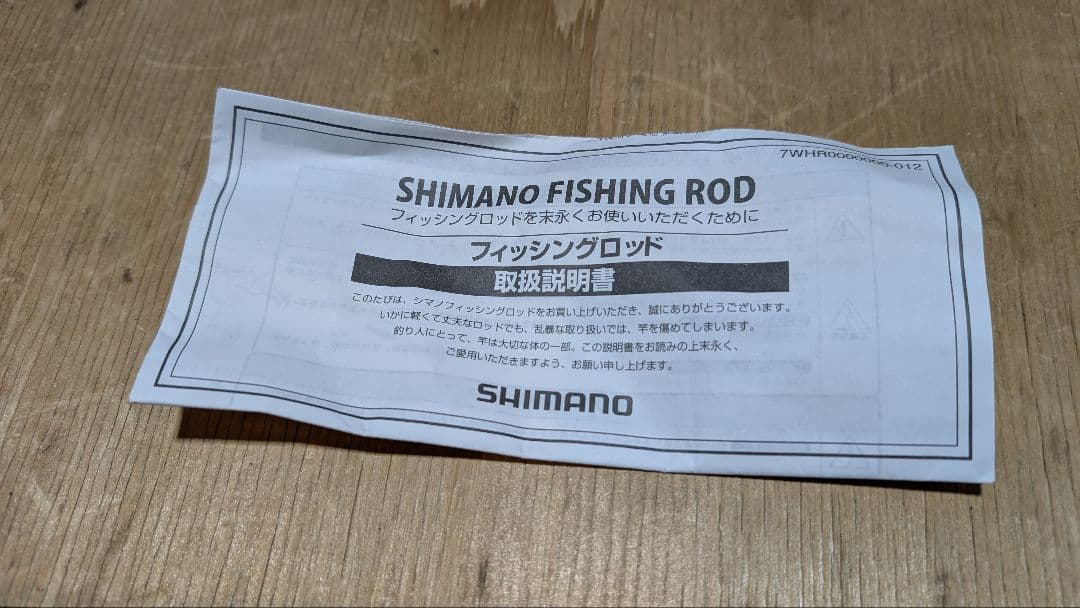 7WHR0000000-012
SHIMANO FISHING ROD
フィッシングロッドを末永くお使いいただくために
フィッシングロッド
取扱説明書
このたびは、シマノフィッシングロッドをお買い上げいただき、誠にありがとうございます。
いかに軽くて丈夫なロッドでも、乱暴な取り扱いでは、竿を傷めてしまいます。
釣り人にとって、竿は大切な体の一部。この説明書をお読みの上末永く、
ご愛用いただきますよう、お願い申し上げます。
SHIMANO